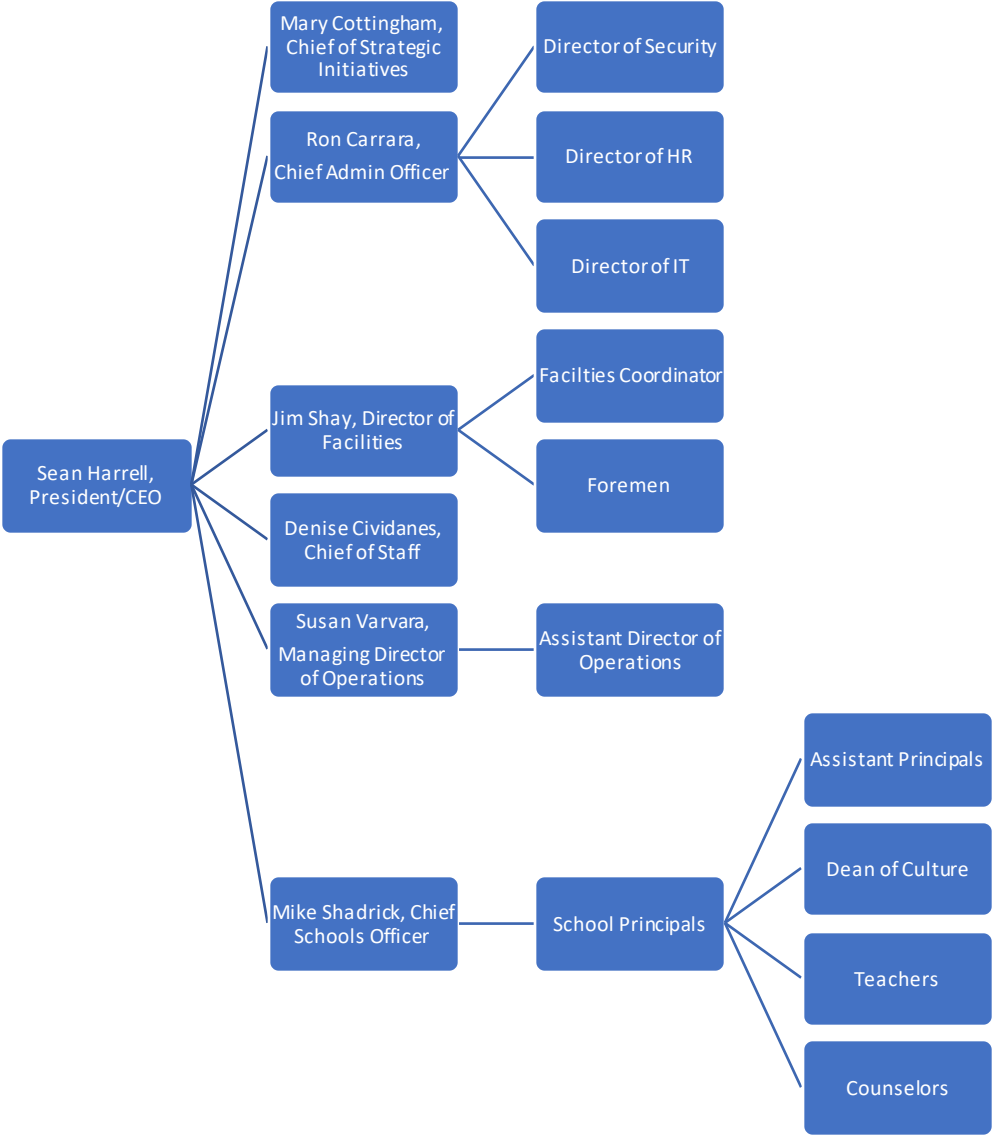 Mary Cottingham,
Chief of Strategic
Initiatives
Director of Security
Ron Carrara,
Chief Admin Officer
Director of HR
Director of IT
Facilties Coordinator
Jim Shay, Director of
Facilities
Foremen
Sean Harrell,
President/CEO
Denise Cividanes,
Chief of Staff
Susan Varvara,
Managing Director
of Operations
Assistant Director of
Operations
Mike Shadrick, Chief
Schools Officer
School Principals
Assistant Principals
Dean of Culture
Teachers
Counselors